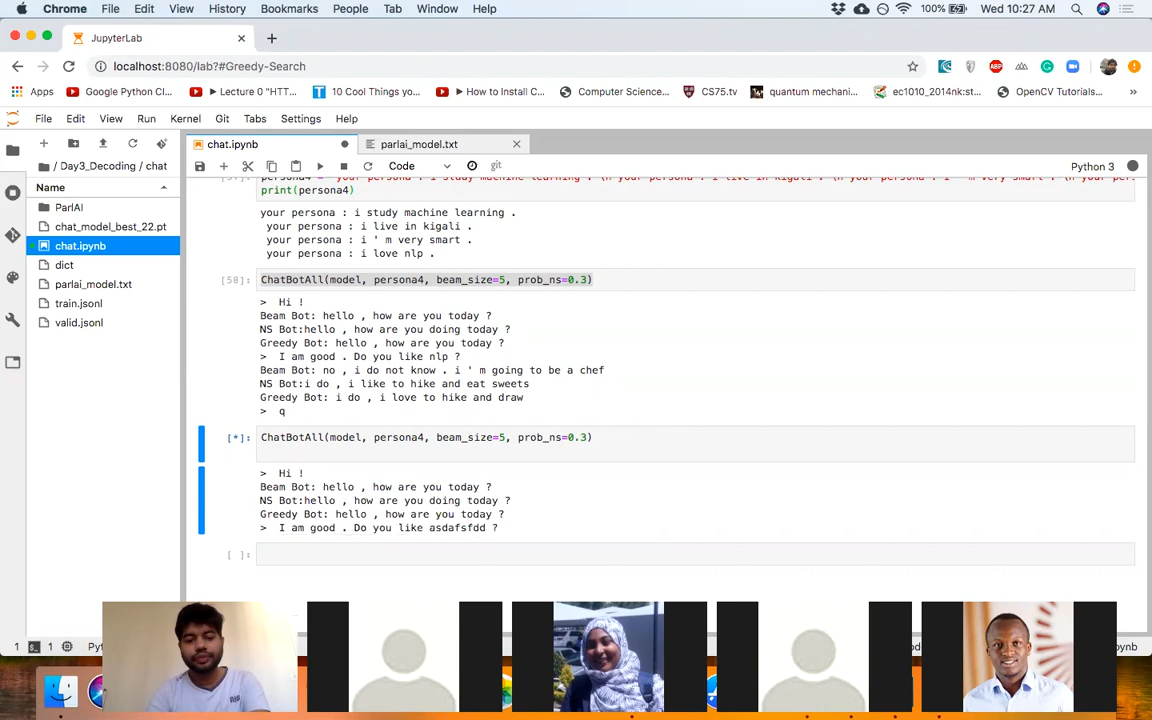 Chrome File Edit View History Bookmarks People Tab Window Help 100% Wed 10:27 AM
JupyterLab
localhost:8080/lab?#Greedy-Search
Apps Google Python Cl... Lecture 0 "HTT... 10 Cool Things yo... How to Install C... Computer Science... CS75.tv quantum mechani... ec1010_2014nk:st... OpenCV Tutorials... »
File Edit View Run Kernel Git Tabs Settings Help
chat.ipynb parlai_model.txt
/ Day3_Decoding / chat
Code git Python 3
Name
ParlAI
chat_model_best_22.pt
chat.ipynb
dict
parlai_model.txt
train.jsonl
valid.jsonl
print(persona4)
your persona : i study machine learning .
your persona : i live in kigali .
your persona : i ' m very smart .
your persona : i love nlp .
[58]: ChatBotAll(model, persona4, beam_size=5, prob_ns=0.3)
> Hi !
Beam Bot: hello , how are you today ?
NS Bot:hello , how are you doing today ?
Greedy Bot: hello , how are you today ?
> I am good . Do you like nlp ?
Beam Bot: no , i do not know . i ' m going to be a chef
NS Bot:i do , i like to hike and eat sweets
Greedy Bot: i do , i love to hike and draw
> q
[*]: ChatBotAll(model, persona4, beam_size=5, prob_ns=0.3)
> Hi !
Beam Bot: hello , how are you today ?
NS Bot:hello , how are you doing today ?
Greedy Bot: hello , how are you today ?
> I am good . Do you like asdafsfdd ?
[ ]:
1 1 Py